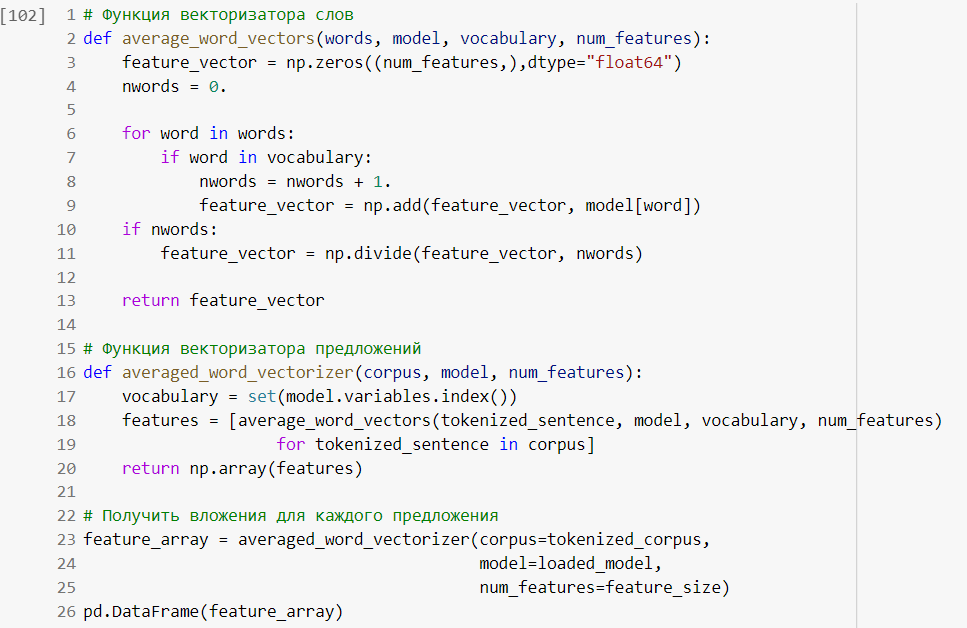 [102] 1 # Функция векторизатора слов
2 def average_word_vectors(words, model, vocabulary, num_features):
3     feature_vector = np.zeros((num_features,),dtype="float64")
4     nwords = 0.
5
6     for word in words:
7         if word in vocabulary:
8             nwords = nwords + 1.
9             feature_vector = np.add(feature_vector, model[word])
10     if nwords:
11         feature_vector = np.divide(feature_vector, nwords)
12
13     return feature_vector
14
15 # Функция векторизатора предложений
16 def averaged_word_vectorizer(corpus, model, num_features):
17     vocabulary = set(model.variables.index())
18     features = [average_word_vectors(tokenized_sentence, model, vocabulary, num_features)
19                     for tokenized_sentence in corpus]
20     return np.array(features)
21
22 # Получить вложения для каждого предложения
23 feature_array = averaged_word_vectorizer(corpus=tokenized_corpus,
24                                          model=loaded_model,
25                                          num_features=feature_size)
26 pd.DataFrame(feature_array)